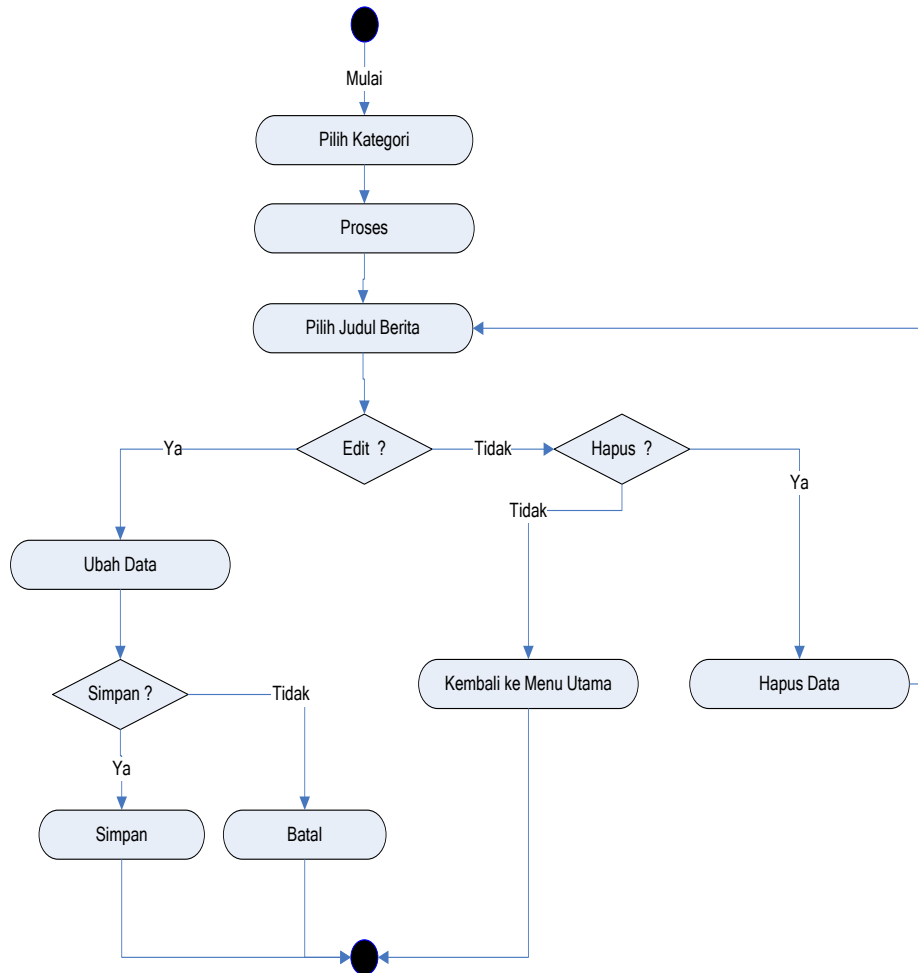 Mulai
Pilih Kategori
Proses
Pilih Judul Berita
Ya
Edit ?
Tidak
Hapus ?
Ya
Tidak
Ubah Data
Simpan ?
Tidak
Kembali ke Menu Utama
Hapus Data
Ya
Simpan
Batal